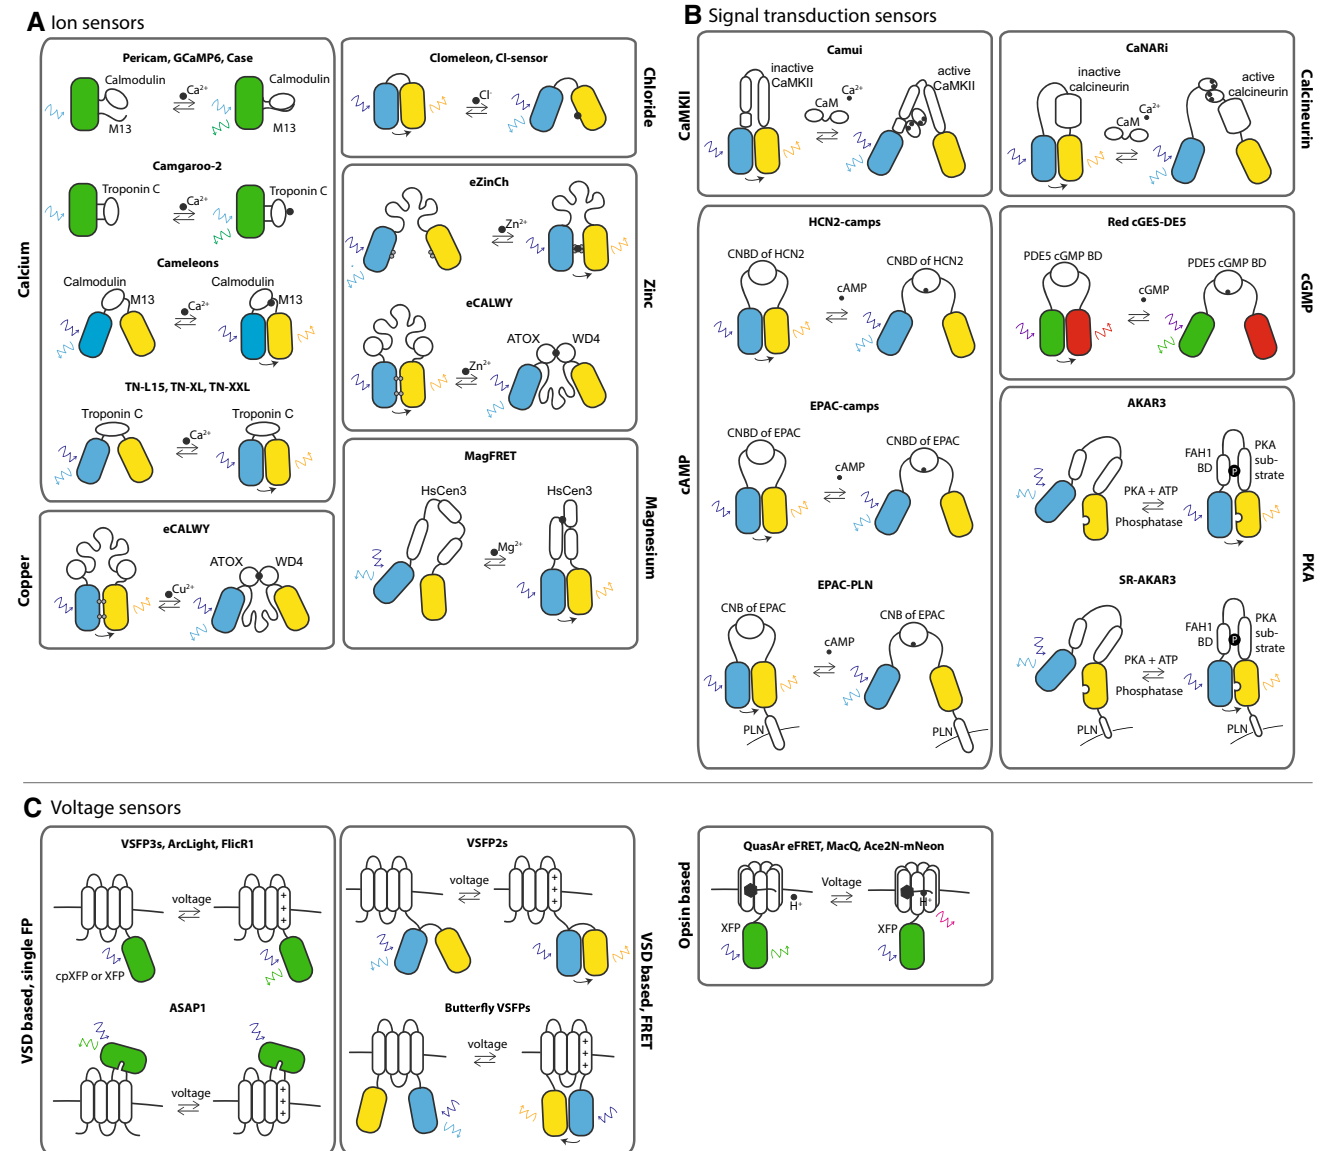 A Ion sensors
Calcium
Pericam, GCaMP6, Case
Calmodulin
M13
Ca²⁺
Calmodulin
M13
Camgaroo-2
Troponin C
Ca²⁺
Troponin C
Cameleons
Calmodulin
M13
Ca²⁺
Calmodulin
M13
TN-L15, TN-XL, TN-XXL
Troponin C
Ca²⁺
Troponin C
Copper
eCALWY
Cu²⁺
ATOX
WD4
Chloride
Clomeleon, Cl-sensor
Cl⁻
Zinc
eZinCh
Zn²⁺
eCALWY
Zn²⁺
ATOX
WD4
Magnesium
MagFRET
HsCen3
Mg²⁺
HsCen3
B Signal transduction sensors
CaMKII
Camui
inactive
CaMKII
CaM
Ca²⁺
active
CaMKII
Calcineurin
CaNARi
inactive
calcineurin
CaM
Ca²⁺
active
calcineurin
cAMP
HCN2-camps
CNBD of HCN2
cAMP
CNBD of HCN2
EPAC-camps
CNBD of EPAC
cAMP
CNBD of EPAC
EPAC-PLN
CNB of EPAC
cAMP
CNB of EPAC
PLN
PLN
cGMP
Red cGES-DE5
PDE5 cGMP BD
cGMP
PDE5 cGMP BD
PKA
AKAR3
PKA + ATP
Phosphatase
FAH1
BD
P
PKA
sub-
strate
SR-AKAR3
PKA + ATP
Phosphatase
FAH1
BD
P
PKA
sub-
strate
PLN
PLN
C Voltage sensors
VSD based, single FP
VSFP3s, ArcLight, FlicR1
voltage
+
+
+
cpXFP or XFP
ASAP1
voltage
+
+
+
VSD based, FRET
VSFP2s
voltage
+
+
+
Butterfly VSFPs
voltage
+
+
+
Opsin based
QuasAr eFRET, MacQ, Ace2N-mNeon
Voltage
H⁺
H⁺
XFP
XFP